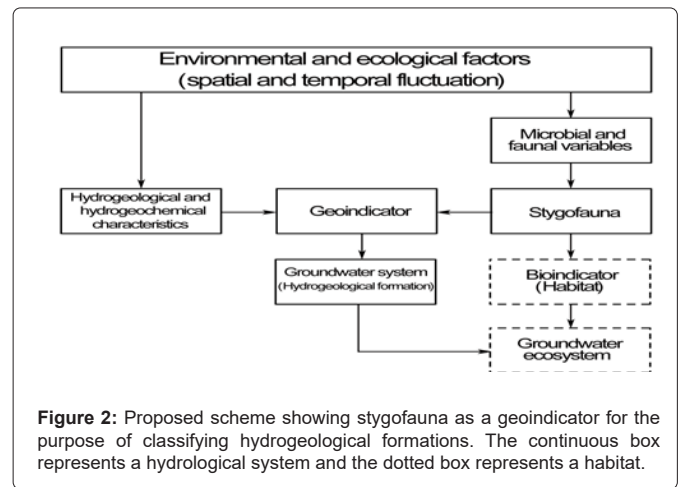 Environmental and ecological factors
(spatial and temporal fluctuation)
Microbial and
faunal variables
Hydrogeological and
hydrogeochemical
characteristics
Geoindicator
Stygofauna
Groundwater system
(Hydrogeological formation)
Bioindicator
(Habitat)
Groundwater
ecosystem
Figure 2: Proposed scheme showing stygofauna as a geoindicator for the
purpose of classifying hydrogeological formations. The continuous box
represents a hydrological system and the dotted box represents a habitat.